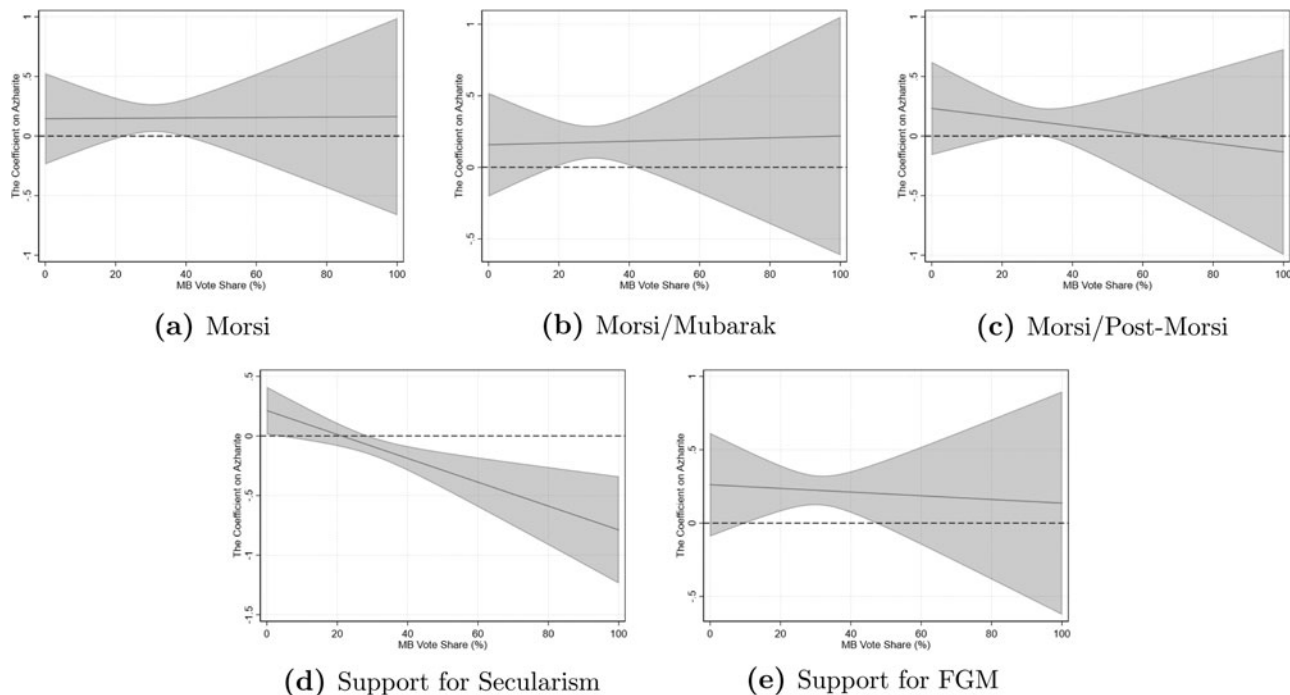 The Coefficient on Azharite
1
.5
0
-.5
-1
0 20 40 60 80 100
MB Vote Share (%)
(a) Morsi
The Coefficient on Azharite
1
.5
0
-.5
0 20 40 60 80 100
MB Vote Share (%)
(b) Morsi/Mubarak
The Coefficient on Azharite
1
.5
0
-.5
-1
0 20 40 60 80 100
MB Vote Share (%)
(c) Morsi/Post-Morsi
The Coefficient on Azharite
.5
0
-.5
-1
-1.5
0 20 40 60 80 100
MB Vote Share (%)
(d) Support for Secularism
The Coefficient on Azharite
1
.5
0
-.5
0 20 40 60 80 100
MB Vote Share (%)
(e) Support for FGM